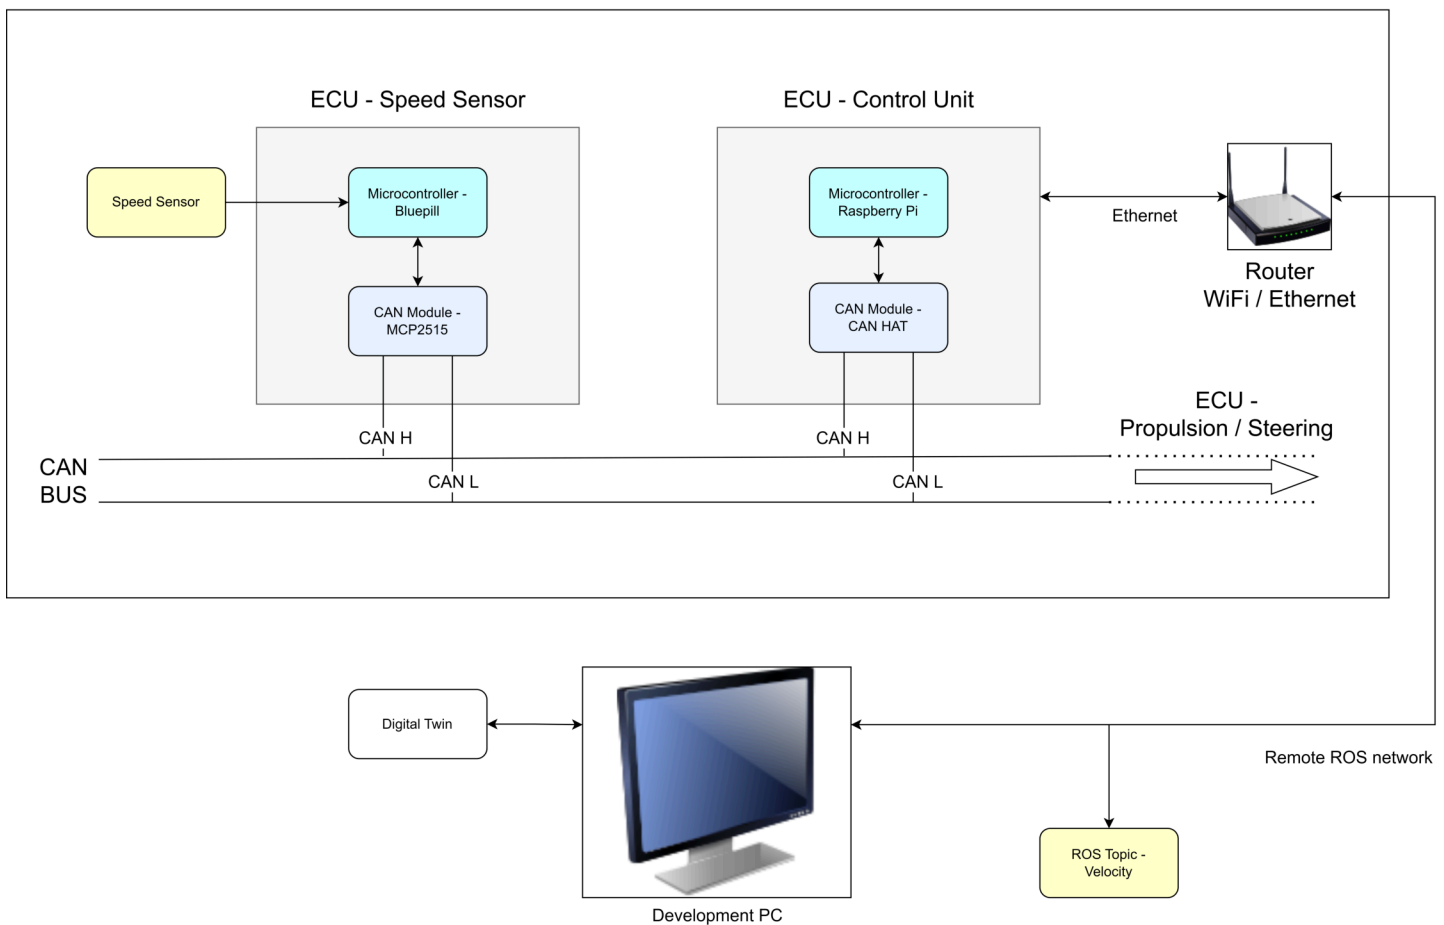 ECU - Speed Sensor
ECU - Control Unit
Speed Sensor
Microcontroller -
Bluepill
Microcontroller -
Raspberry Pi
Ethernet
Router
WiFi / Ethernet
CAN Module -
MCP2515
CAN Module -
CAN HAT
ECU -
Propulsion / Steering
CAN H
CAN H
CAN
BUS
CAN L
CAN L
Digital Twin
Development PC
Remote ROS network
ROS Topic -
Velocity